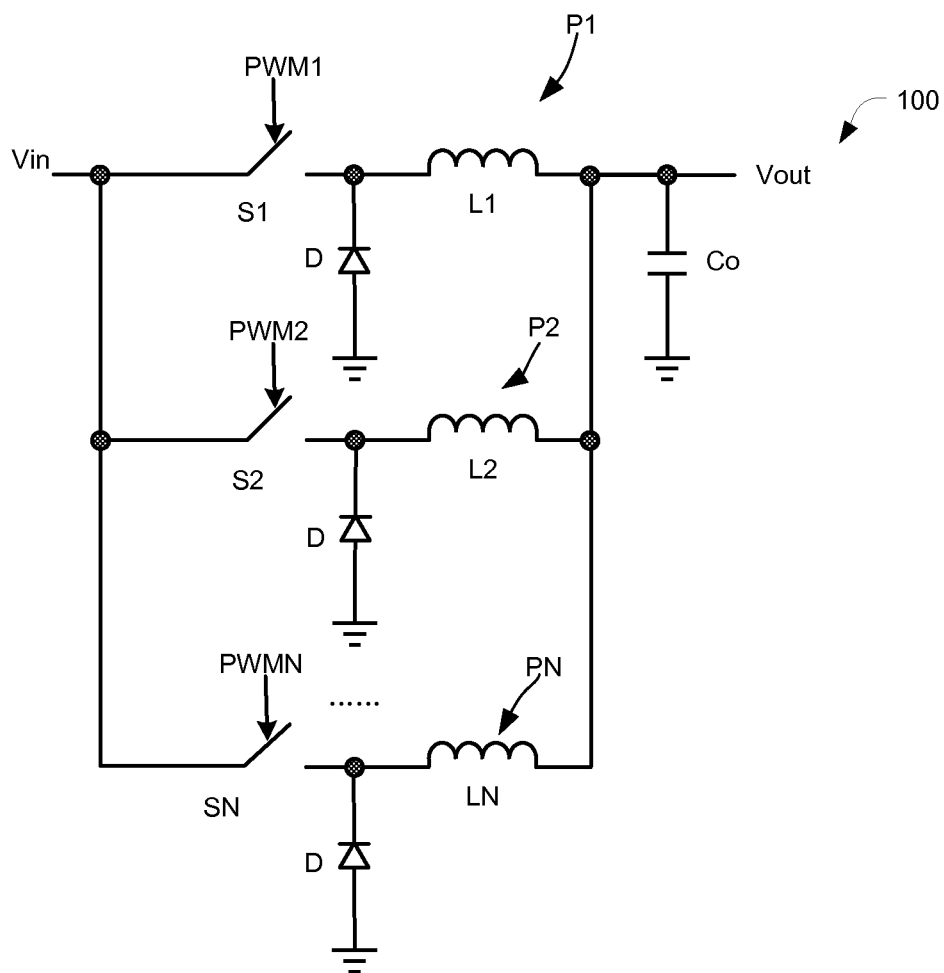 P1
PWM1
100
Vin
Vout
S1
L1
D
Co
PWM2
P2
S2
L2
D
PWMN
PN
......
SN
LN
D